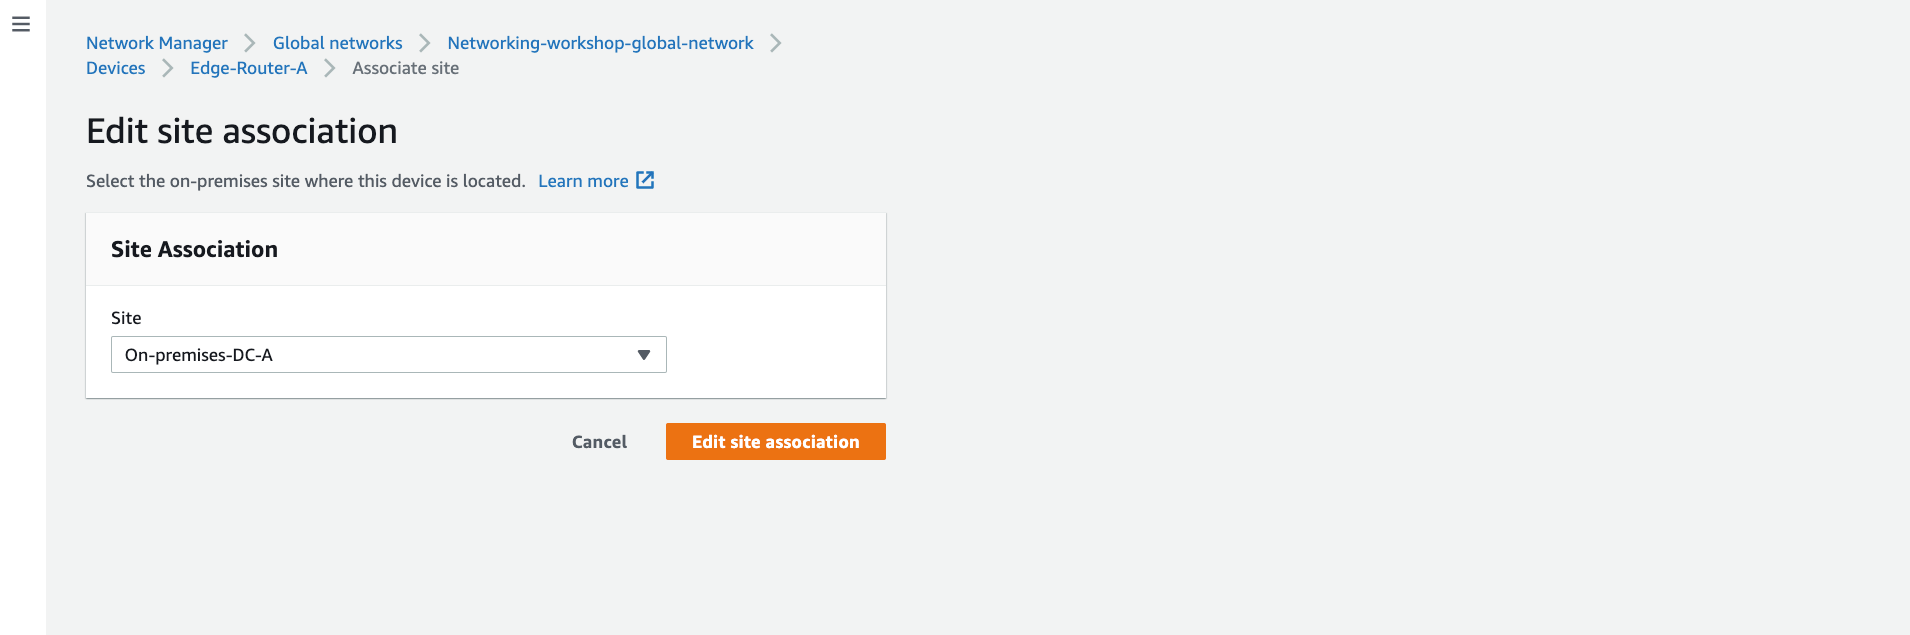 Network Manager > Global networks > Networking-workshop-global-network >
Devices > Edge-Router-A > Associate site
Edit site association
Select the on-premises site where this device is located. Learn more
Site Association
Site
On-premises-DC-A
Cancel Edit site association